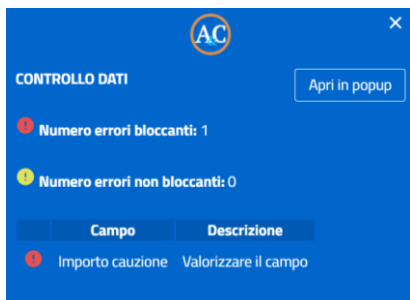 A&C
×
CONTROLLO DATI
Apri in popup
! Numero errori bloccanti: 1
! Numero errori non bloccanti: 0
Campo Descrizione
! Importo cauzione Valorizzare il campo